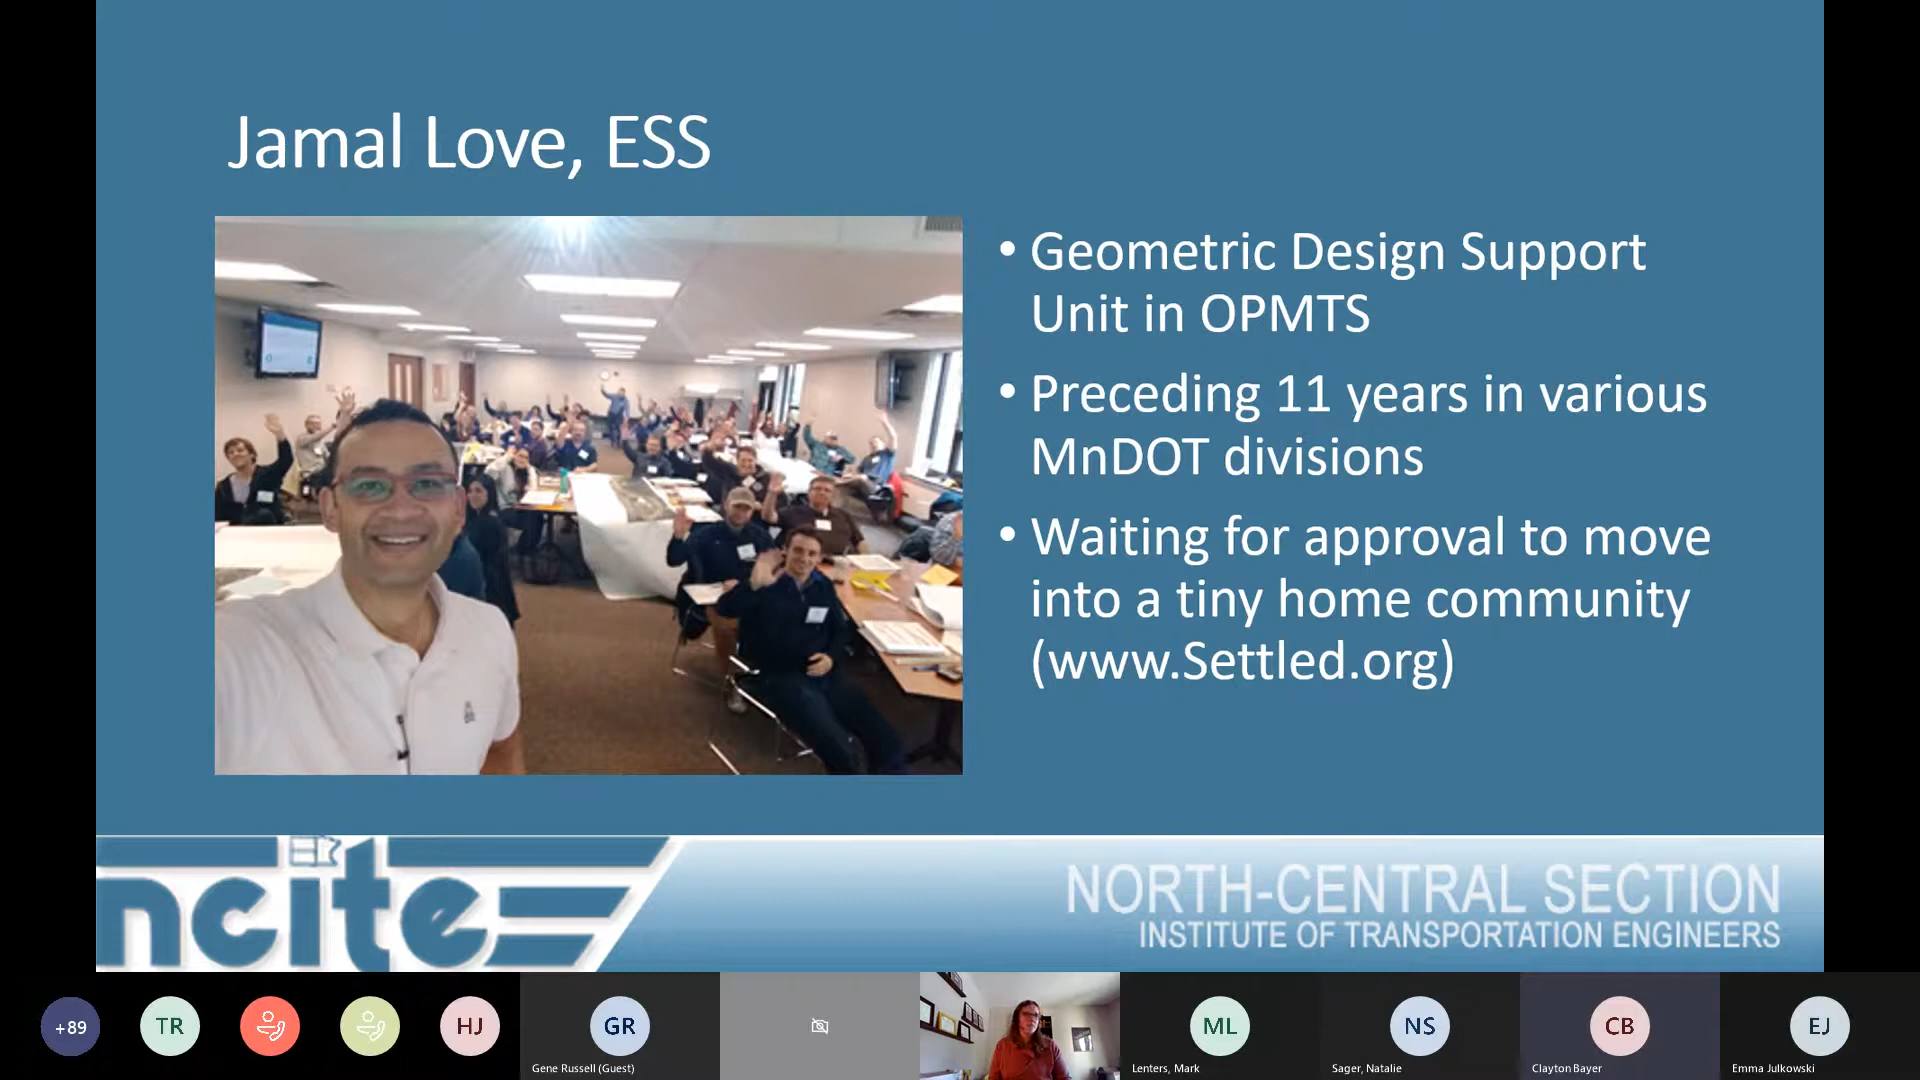 Jamal Love, ESS
• Geometric Design Support
Unit in OPMTS
• Preceding 11 years in various
MnDOT divisions
• Waiting for approval to move
into a tiny home community
(www.Settled.org)
ncite
NORTH-CENTRAL SECTION
INSTITUTE OF TRANSPORTATION ENGINEERS
+89
TR
HJ
GR
ML
NS
CB
EJ
Gene Russell (Guest)
Lenters, Mark
Sager, Natalie
Clayton Bayer
Emma Julkowski